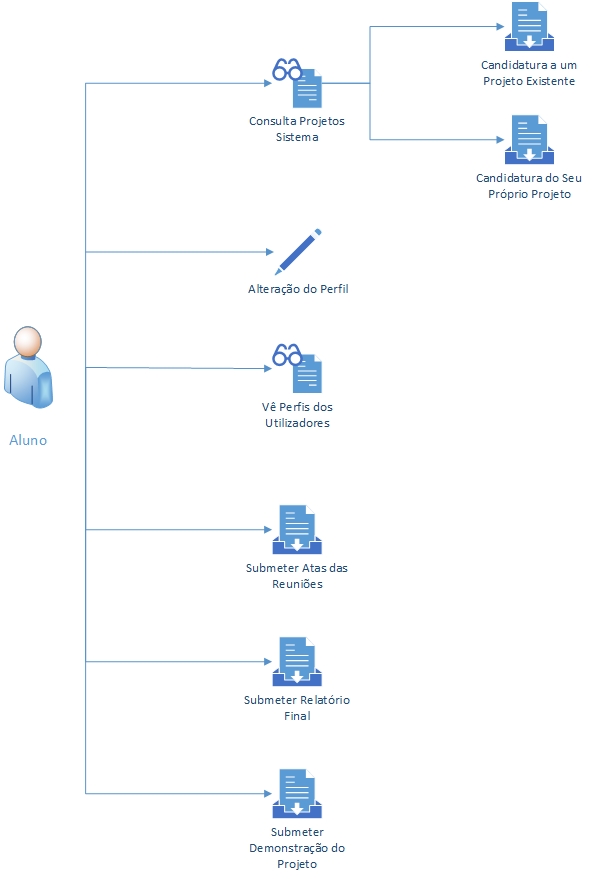 Candidatura a um
Projeto Existente
Consulta Projetos
Sistema
Candidatura do Seu
Próprio Projeto
Alteração do Perfil
Vê Perfis dos
Utilizadores
Aluno
Submeter Atas das
Reuniões
Submeter Relatório
Final
Submeter
Demonstração do
Projeto